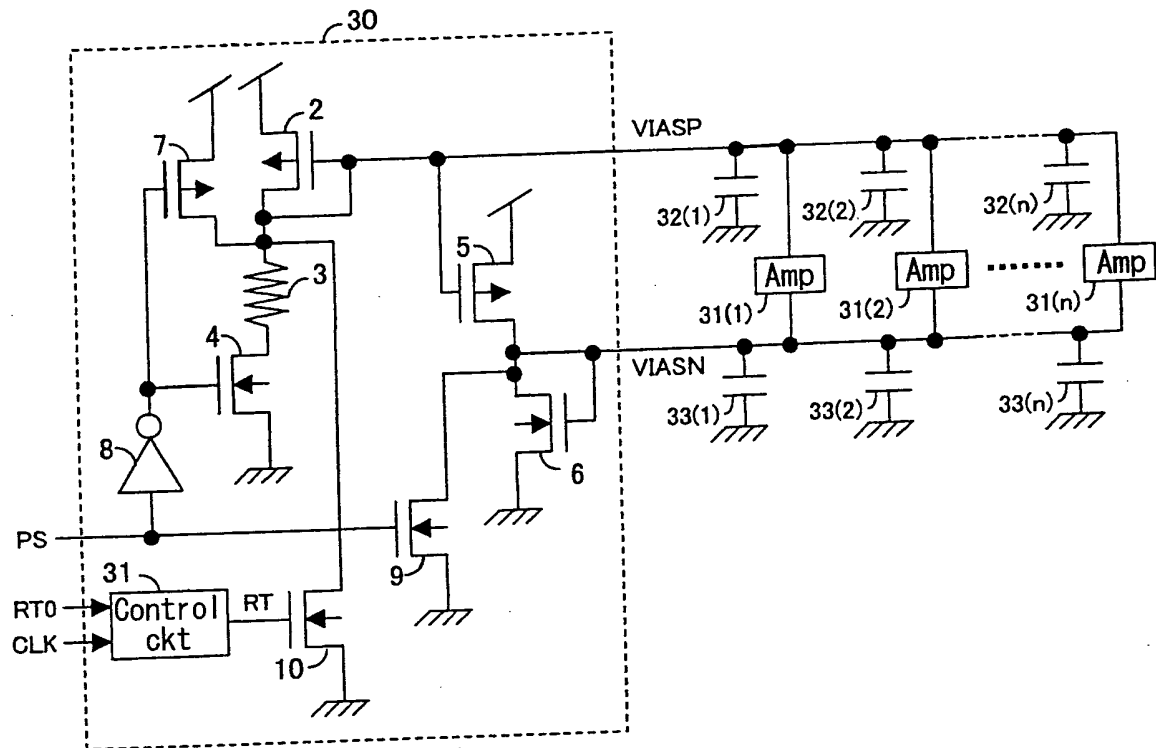 30
2
7
VIASP
32(1)
32(2)
32(n)
5
3
Amp
Amp
Amp
31(1)
31(2)
31(n)
4
VIASN
33(1)
33(2)
33(n)
8
6
PS
9
31
RT0
CLK
Control
ckt
RT
10